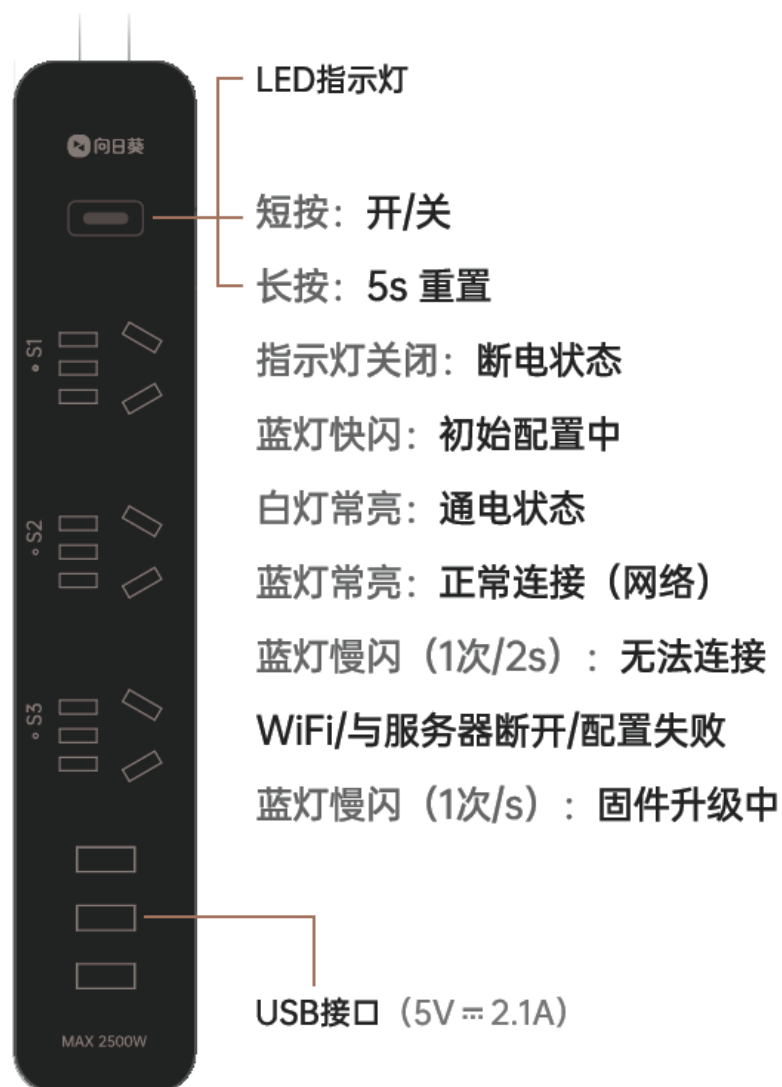 向日葵
LED指示灯
短按：开/关
长按：5s 重置
S1
指示灯关闭：断电状态
蓝灯快闪：初始配置中
白灯常亮：通电状态
S2
蓝灯常亮：正常连接（网络）
蓝灯慢闪（1次/2s）：无法连接
WiFi/与服务器断开/配置失败
S3
蓝灯慢闪（1次/s）：固件升级中
USB接口（5V⎓2.1A）
MAX 2500W